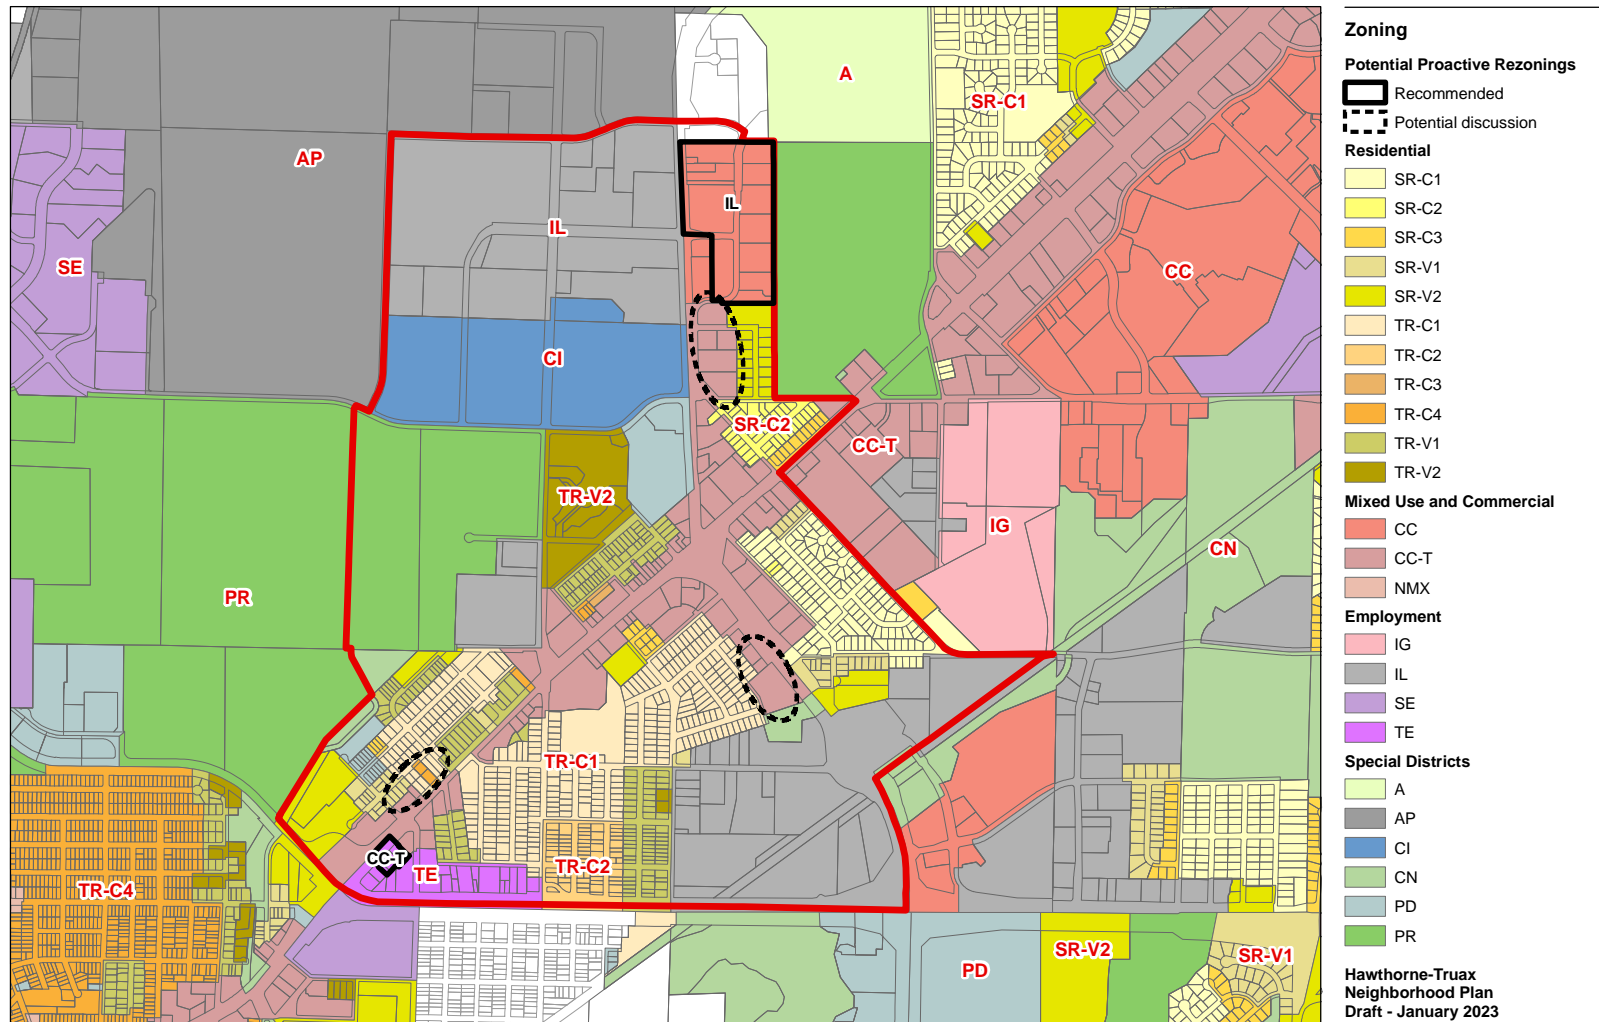 A
SR-C1
AP
IL
IL
SE
CC
CI
SR-C2
CC-T
TR-V2
IG
CN
PR
TR-C1
CC-T
TE
TR-C2
TR-C4
SR-V2
SR-V1
PD
Zoning
Potential Proactive Rezonings
Recommended
Potential discussion
Residential
SR-C1
SR-C2
SR-C3
SR-V1
SR-V2
TR-C1
TR-C2
TR-C3
TR-C4
TR-V1
TR-V2
Mixed Use and Commercial
CC
CC-T
NMX
Employment
IG
IL
SE
TE
Special Districts
A
AP
CI
CN
PD
PR
Hawthorne-Truax
Neighborhood Plan
Draft - January 2023